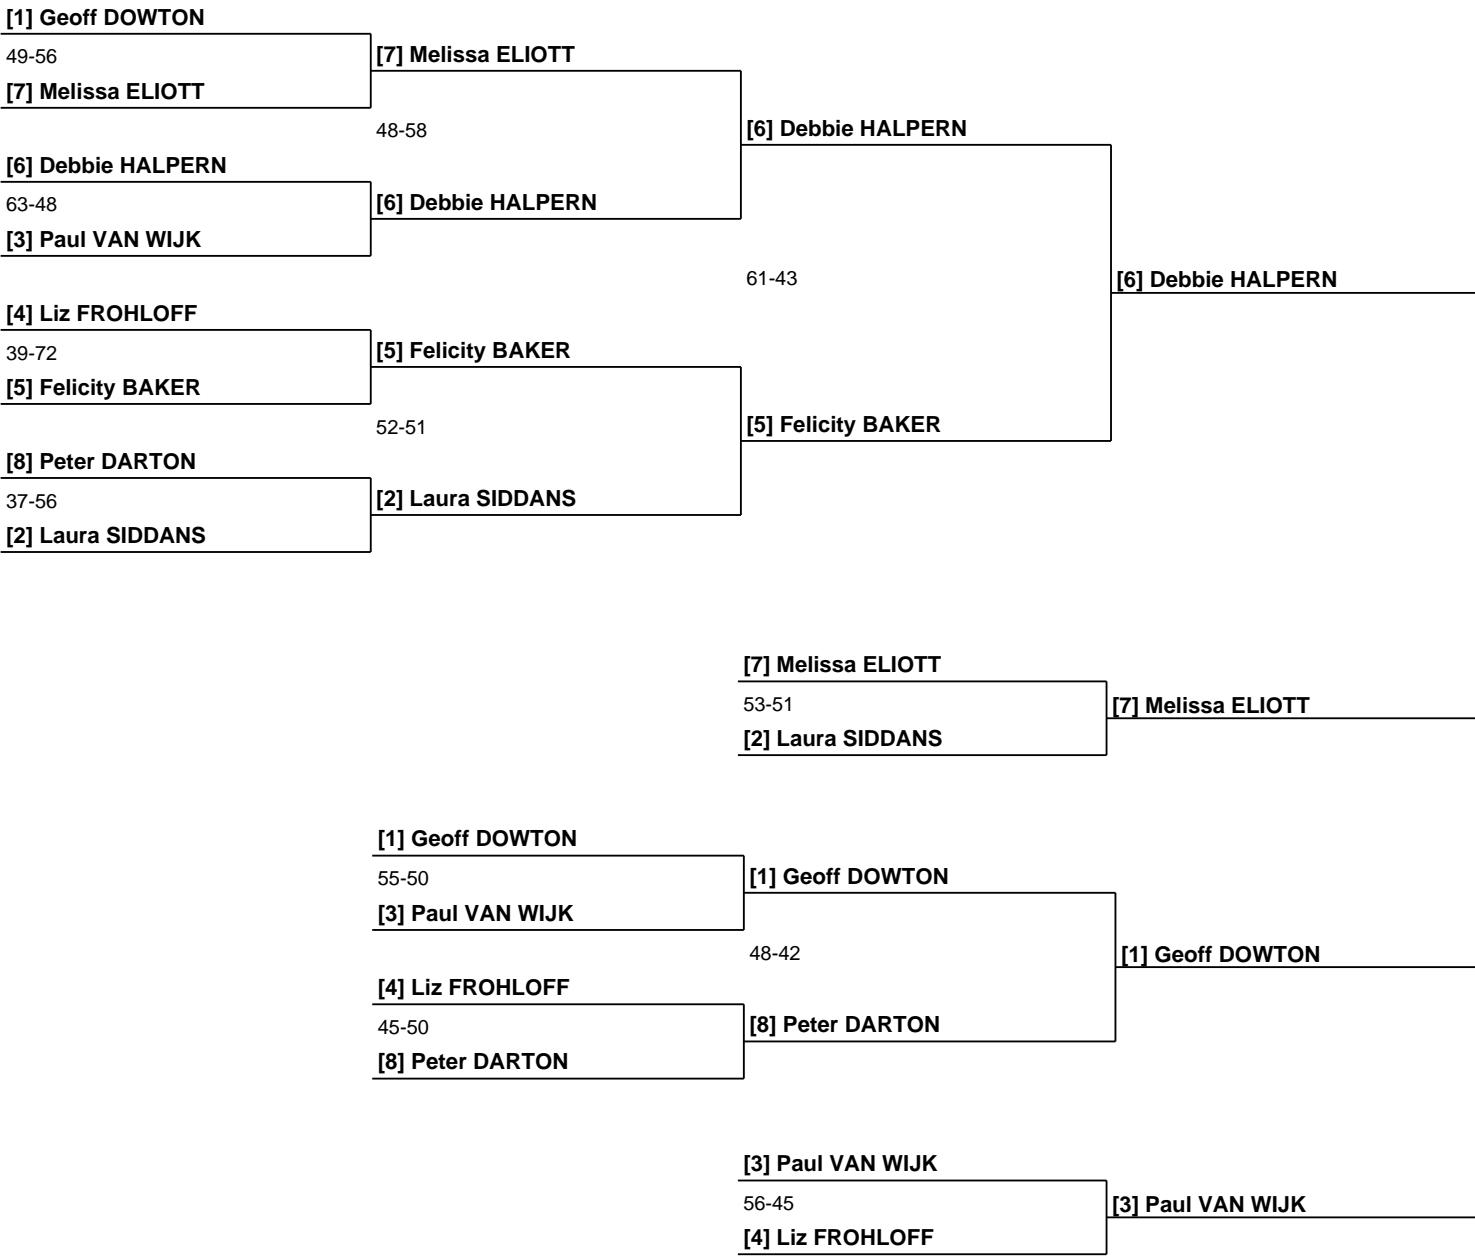 [1] Geoff DOWTON
49-56
[7] Melissa ELIOTT
[7] Melissa ELIOTT
48-58
[6] Debbie HALPERN
[6] Debbie HALPERN
63-48
[6] Debbie HALPERN
[3] Paul VAN WIJK
61-43
[6] Debbie HALPERN
[4] Liz FROHLOFF
39-72
[5] Felicity BAKER
[5] Felicity BAKER
52-51
[5] Felicity BAKER
[8] Peter DARTON
37-56
[2] Laura SIDDANS
[2] Laura SIDDANS
[7] Melissa ELIOTT
53-51
[7] Melissa ELIOTT
[2] Laura SIDDANS
[1] Geoff DOWTON
55-50
[1] Geoff DOWTON
[3] Paul VAN WIJK
48-42
[1] Geoff DOWTON
[4] Liz FROHLOFF
45-50
[8] Peter DARTON
[8] Peter DARTON
[3] Paul VAN WIJK
56-45
[3] Paul VAN WIJK
[4] Liz FROHLOFF